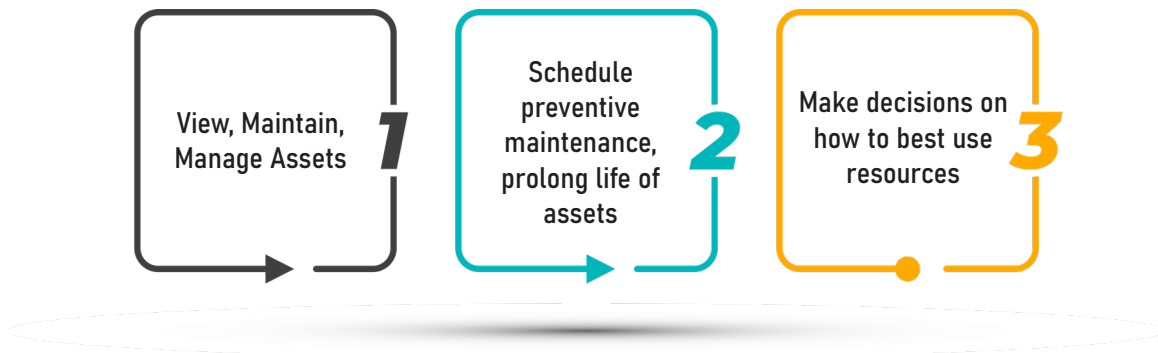 View, Maintain,
Manage Assets
1
Schedule
preventive
maintenance,
prolong life of
assets
2
Make decisions on
how to best use
resources
3